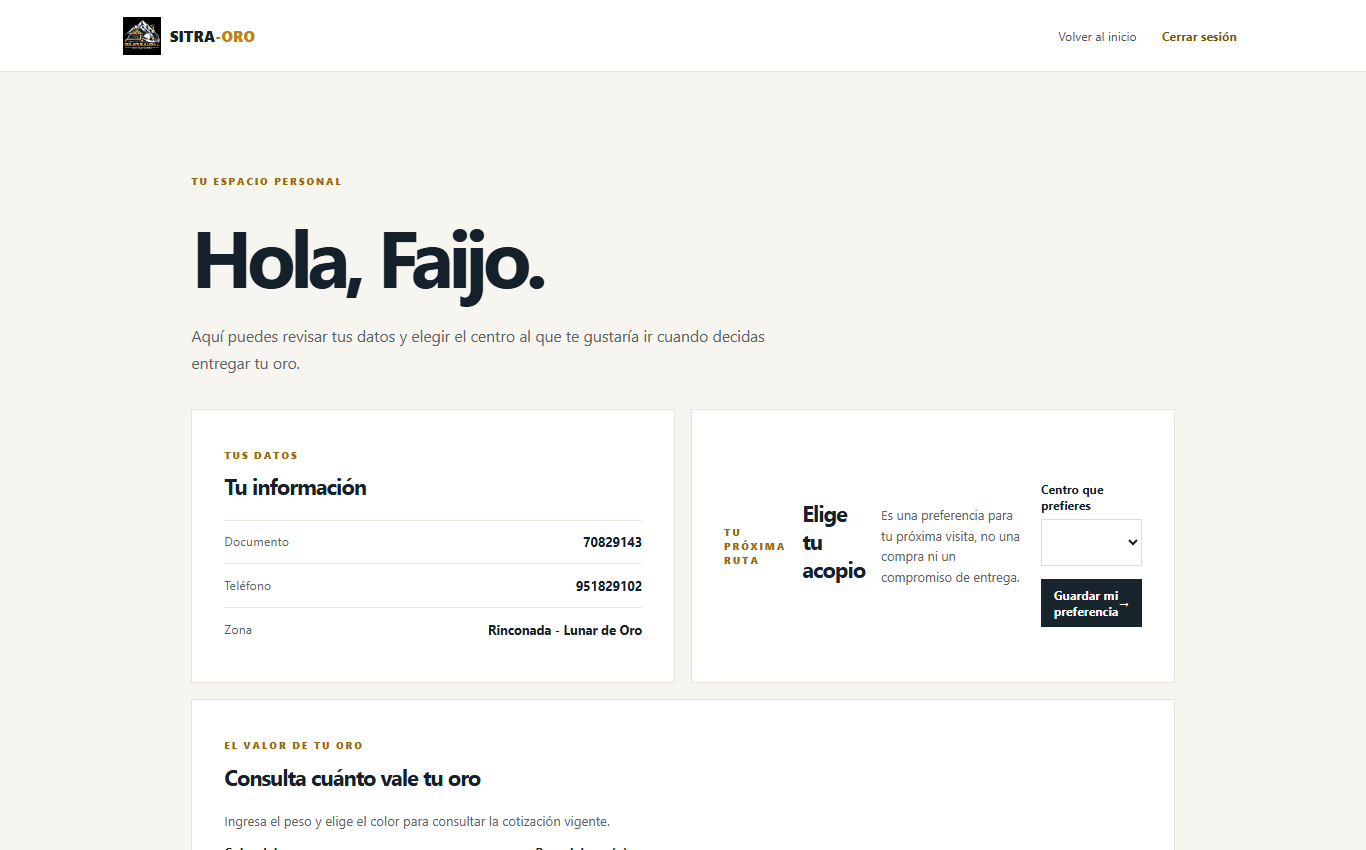 SITRA-ORO
Volver al inicio
Cerrar sesión
TU ESPACIO PERSONAL
Hola, Faijo.
Aquí puedes revisar tus datos y elegir el centro al que te gustaría ir cuando decidas
entregar tu oro.
TUS DATOS
Tu información
Documento 70829143
Teléfono 951829102
Zona Rinconada - Lunar de Oro
TU
PRÓXIMA
RUTA
Elige
tu
acopio
Es una preferencia para
tu próxima visita, no una
compra ni un
compromiso de entrega.
Centro que
prefieres
Guardar mi
preferencia→
EL VALOR DE TU ORO
Consulta cuánto vale tu oro
Ingresa el peso y elige el color para consultar la cotización vigente.